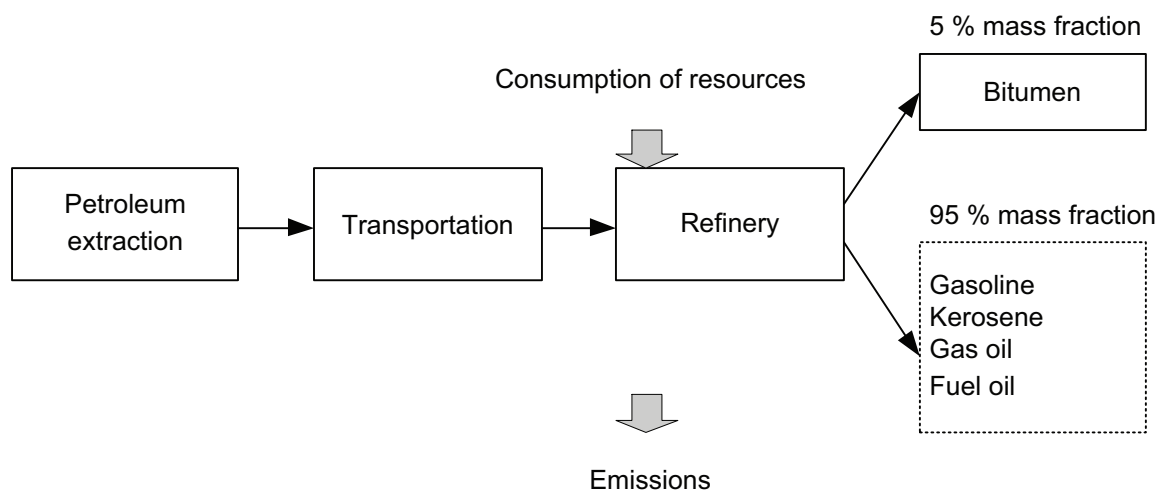 5 % mass fraction
Consumption of resources
Bitumen
Petroleum
extraction
Transportation
Refinery
95 % mass fraction
Gasoline
Kerosene
Gas oil
Fuel oil
Emissions